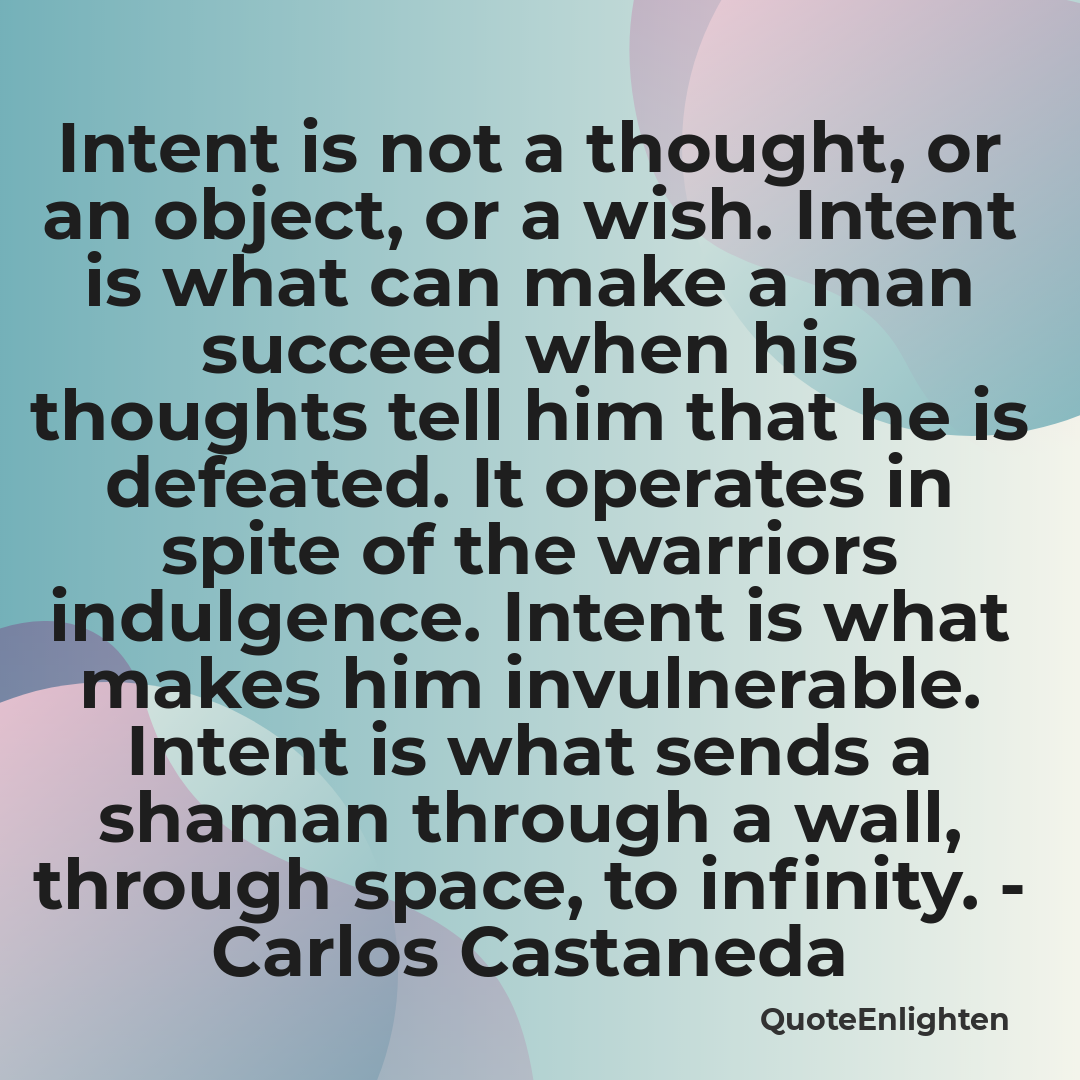 Intent is not a thought, or
an object, or a wish. Intent
is what can make a man
succeed when his
thoughts tell him that he is
defeated. It operates in
spite of the warriors
indulgence. Intent is what
makes him invulnerable.
Intent is what sends a
shaman through a wall,
through space, to infinity. -
Carlos Castaneda
QuoteEnlighten